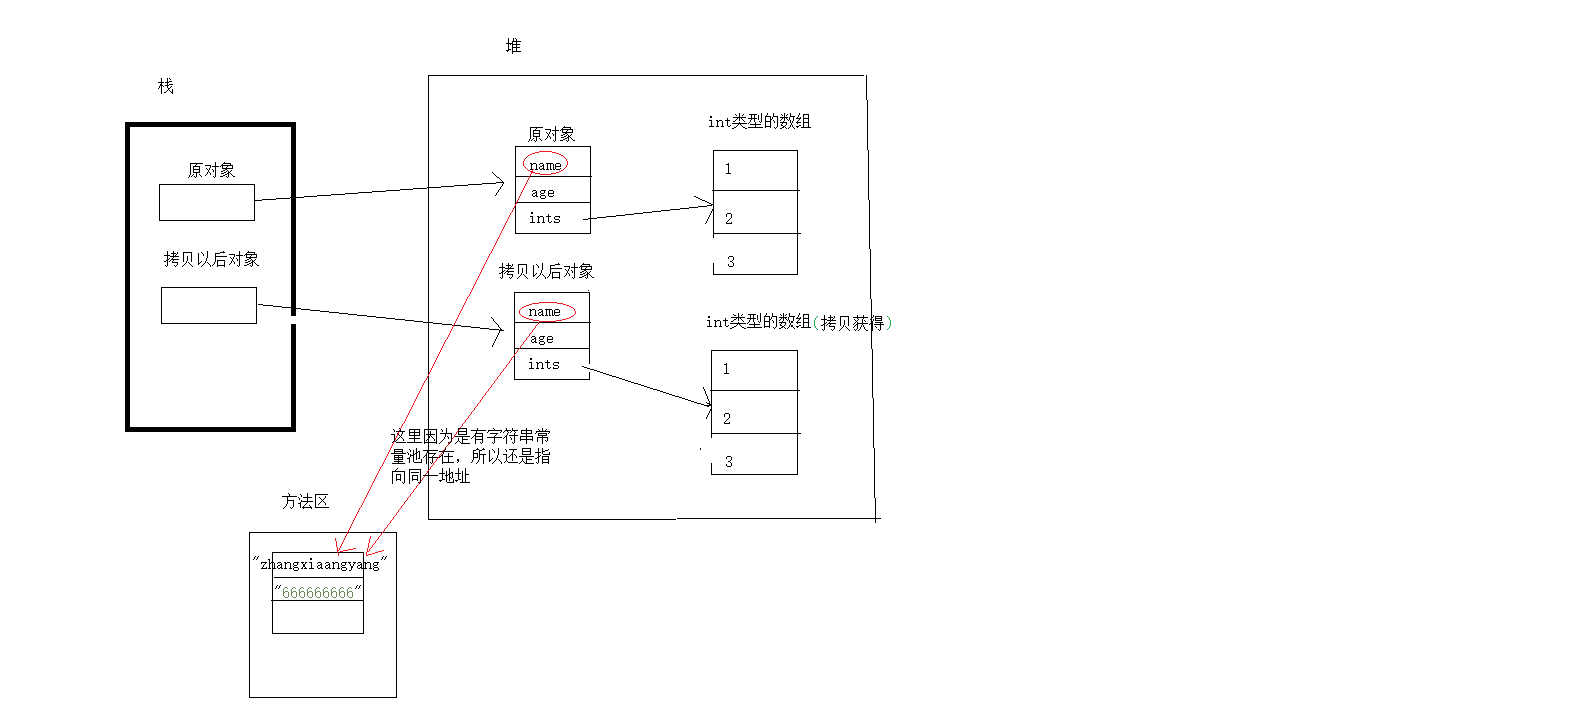 堆
栈
原对象
拷贝以后对象
原对象
name
age
ints
int类型的数组
1
2
3
拷贝以后对象
name
age
ints
int类型的数组(拷贝获得)
1
2
3
这里因为是有字符串常
量池存在，所以还是指
向同一地址
方法区
"zhangxiaangyang"
"666666666"